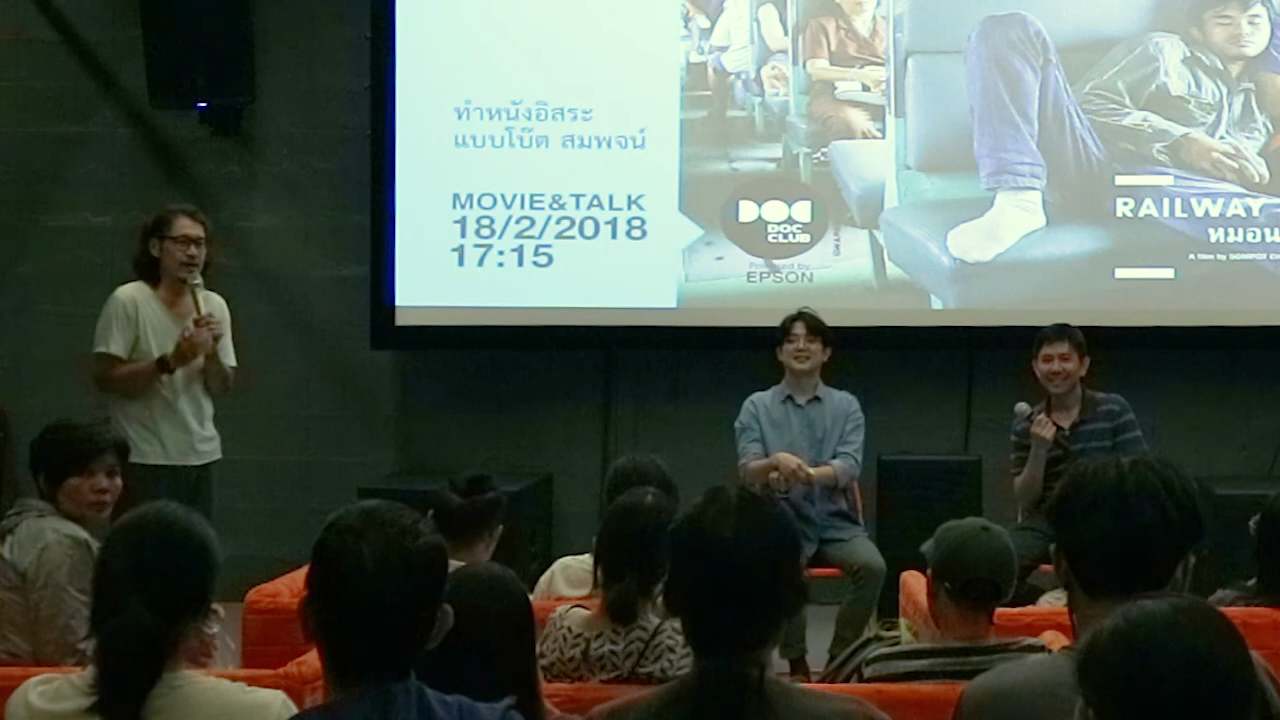 ทำหนังอิสระ
แบบโบ๊ต สมพจน์
MOVIE&TALK
18/2/2018
17:15
DOC
DOC
CLUB
Presented by
EPSON
RAILWAY
หมอน
A film by SOMPOT